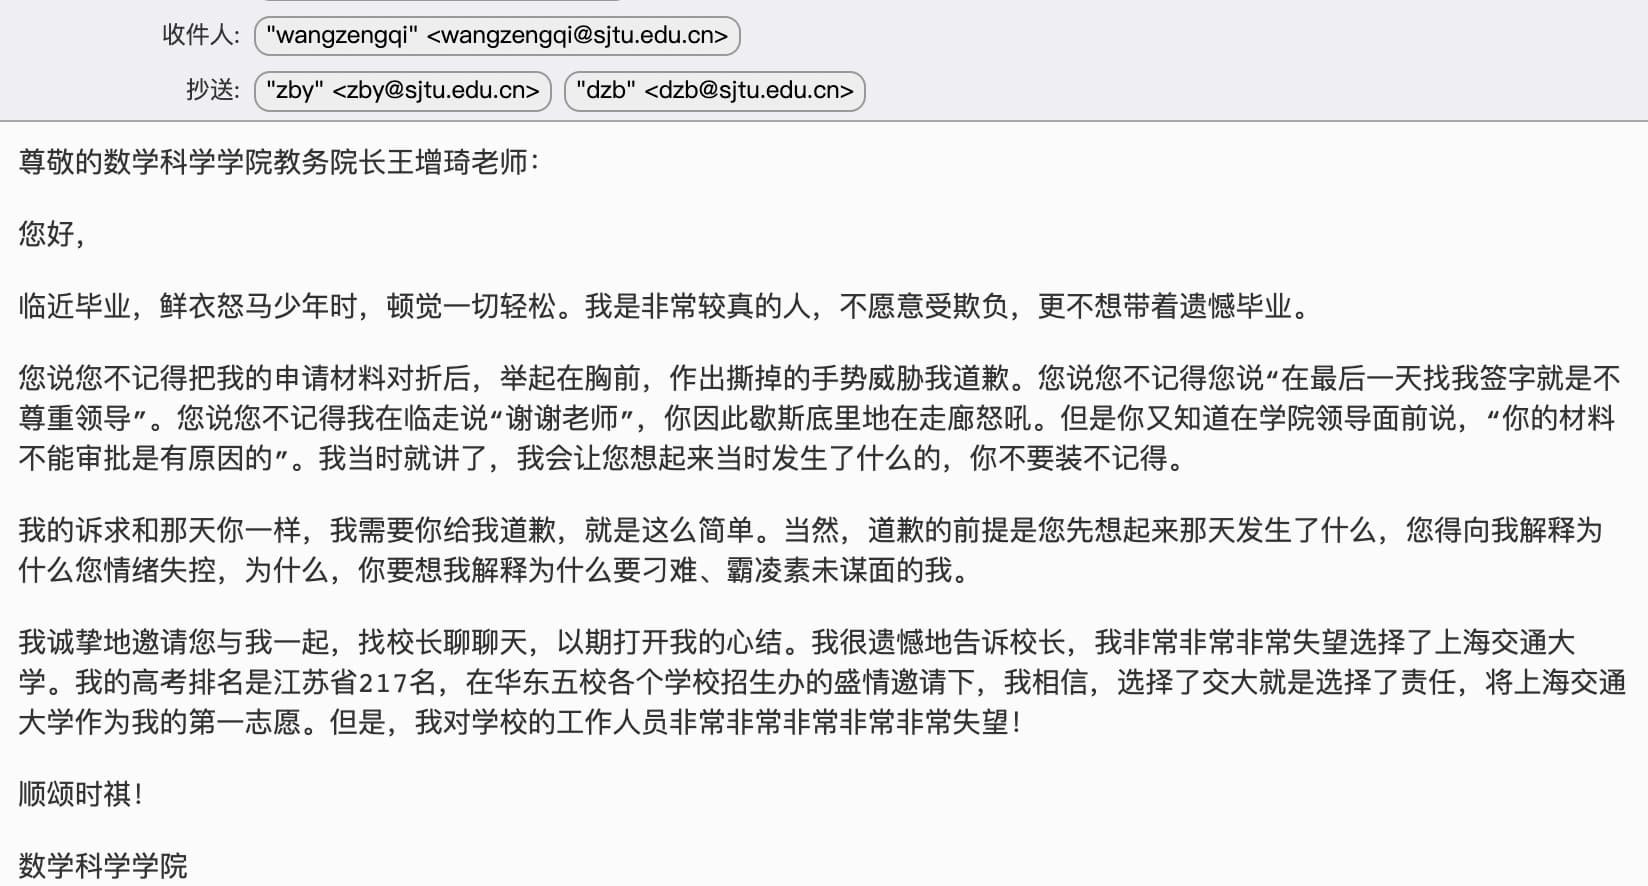 收件人: "wangzengqi" <wangzengqi@sjtu.edu.cn>
抄送: "zby" <zby@sjtu.edu.cn> "dzb" <dzb@sjtu.edu.cn>
尊敬的数学科学学院教务院长王增琦老师：
您好，
临近毕业，鲜衣怒马少年时，顿觉一切轻松。我是非常较真的人，不愿意受欺负，更不想带着遗憾毕业。
您说您不记得把我的申请材料对折后，举起在胸前，作出撕掉的手势威胁我道歉。您说您不记得您说“在最后一天找我签字就是不
尊重领导”。您说您不记得我在临走说“谢谢老师”，你因此歇斯底里地在走廊怒吼。但是你又知道在学院领导面前说，“你的材料
不能审批是有原因的”。我当时就讲了，我会让您想起来当时发生了什么的，你不要装不记得。
我的诉求和那天你一样，我需要你给我道歉，就是这么简单。当然，道歉的前提是您先想起来那天发生了什么，您得向我解释为
什么您情绪失控，为什么，你要想我解释为什么要刁难、霸凌素未谋面的我。
我诚挚地邀请您与我一起，找校长聊聊天，以期打开我的心结。我很遗憾地告诉校长，我非常非常非常失望选择了上海交通大
学。我的高考排名是江苏省217名，在华东五校各个学校招生办的盛情邀请下，我相信，选择了交大就是选择了责任，将上海交通
大学作为我的第一志愿。但是，我对学校的工作人员非常非常非常非常非常失望！
顺颂时祺！
数学科学学院